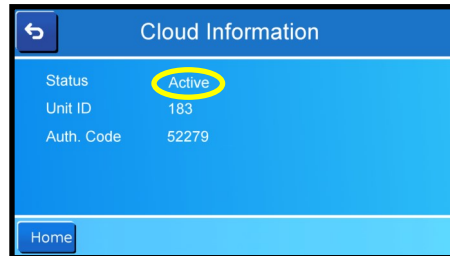 Cloud Information
Status Active
Unit ID 183
Auth. Code 52279
Home